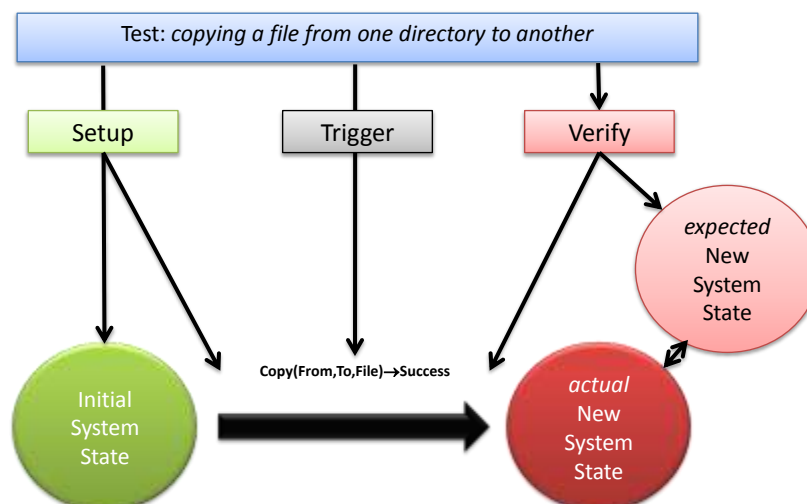 Test: copying a file from one directory to another
Setup
Trigger
Verify
expected
New
System
State
Copy(From,To,File)→Success
Initial
System
State
actual
New
System
State